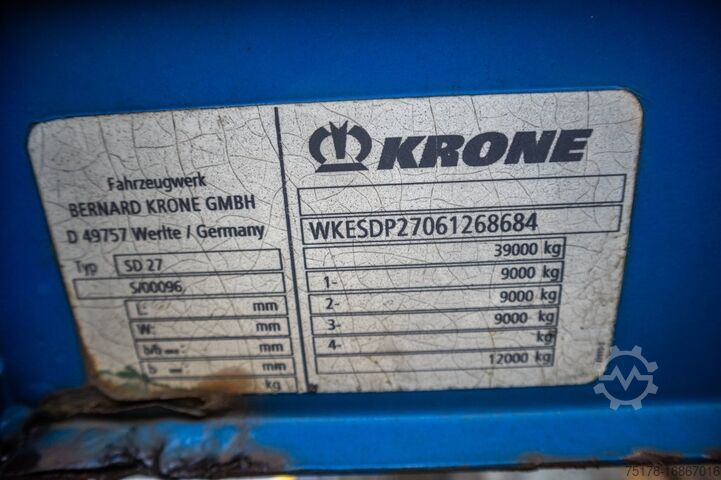 Fahrzeugwerk
BERNARD KRONE GMBH
D 49757 Werlte / Germany
Typ SD 27
S/00096
L: mm
W: mm
mm
b mm
kg
KRONE
WKESDP27061268684
39000 kg
1- 9000 kg
2- 9000 kg
3- 9000 kg
4- kg
12000 kg
75178-18867016